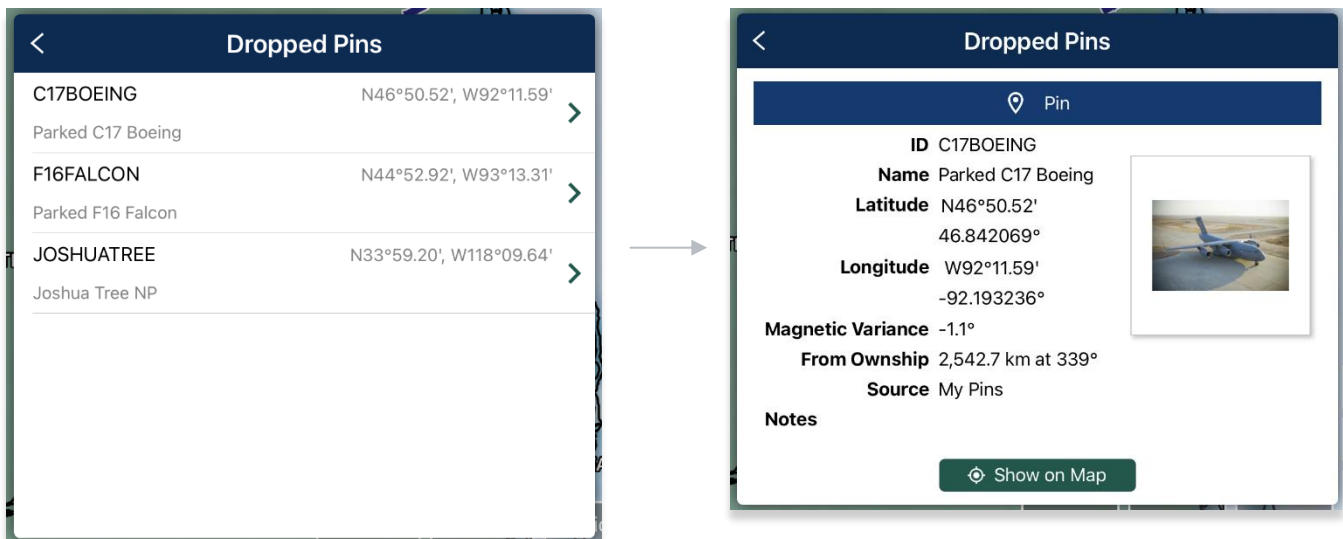 Dropped Pins
C17BOEING N46°50.52', W92°11.59'
Parked C17 Boeing
F16FALCON N44°52.92', W93°13.31'
Parked F16 Falcon
JOSHUATREE N33°59.20', W118°09.64'
Joshua Tree NP
Dropped Pins
Pin
ID C17BOEING
Name Parked C17 Boeing
Latitude N46°50.52'
46.842069°
Longitude W92°11.59'
-92.193236°
Magnetic Variance -1.1°
From Ownship 2,542.7 km at 339°
Source My Pins
Notes
Show on Map